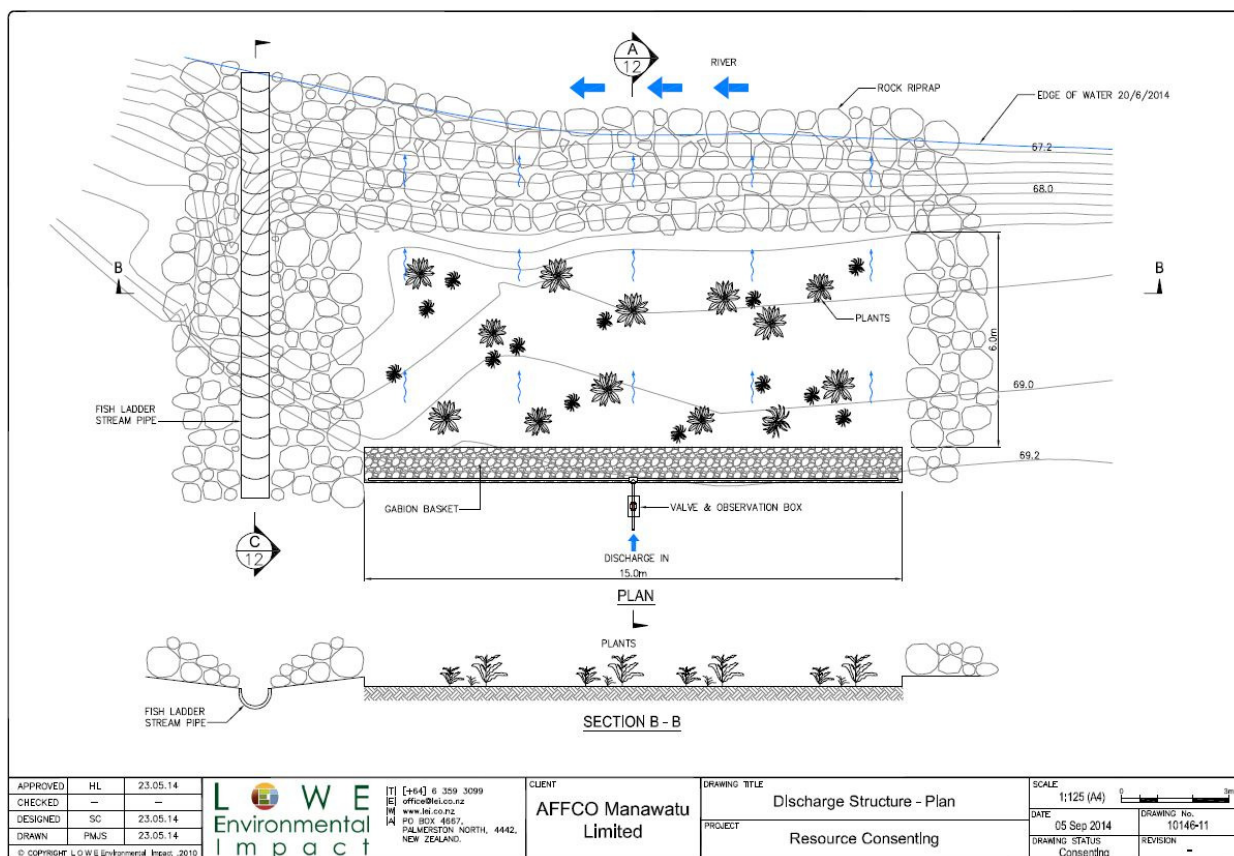 A
12
RIVER
ROCK RIPRAP
EDGE OF WATER 20/6/2014
67.2
68.0
B
B
PLANTS
6.0m
69.0
FISH LADDER
STREAM PIPE
69.2
GABION BASKET
VALVE & OBSERVATION BOX
C
12
DISCHARGE IN
15.0m
PLAN
PLANTS
FISH LADDER
STREAM PIPE
SECTION B - B
APPROVED HL 23.05.14
CHECKED – –
DESIGNED SC 23.05.14
DRAWN PMJS 23.05.14
© COPYRIGHT L O W E Environmental Impact .2010
LOWE
Environmental
Impact
|T| [+64] 6 359 3099
|E| office@lei.co.nz
|W| www.lei.co.nz
|A| PO BOX 4667,
PALMERSTON NORTH, 4442,
NEW ZEALAND.
CLIENT
AFFCO Manawatu
Limited
DRAWING TITLE
Discharge Structure - Plan
PROJECT
Resource Consenting
SCALE
1:125 (A4)
0 3m
DATE
05 Sep 2014
DRAWING No.
10146-11
DRAWING STATUS
Consenting
REVISION
–